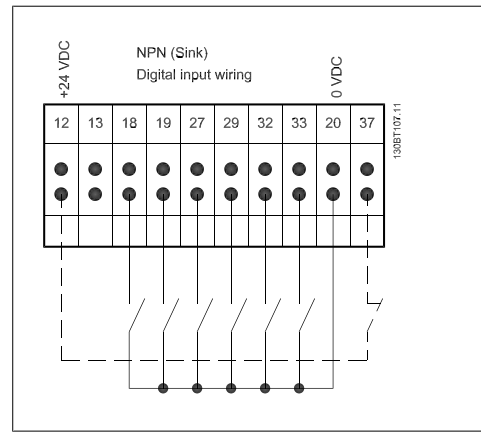 NPN (Sink)
Digital input wiring
+24 VDC
0 VDC
12 13 18 19 27 29 32 33 20 37
130BT107.11